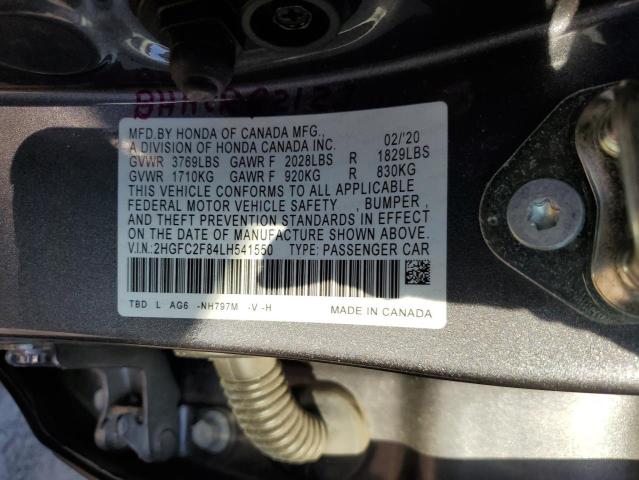 MFD.BY HONDA OF CANADA MFG., 02/'20
A DIVISION OF HONDA CANADA INC.
GVWR 3769LBS GAWR F 2028LBS R 1829LBS
GVWR 1710KG GAWR F 920KG R 830KG
THIS VEHICLE CONFORMS TO ALL APPLICABLE
FEDERAL MOTOR VEHICLE SAFETY , BUMPER ,
AND THEFT PREVENTION STANDARDS IN EFFECT
ON THE DATE OF MANUFACTURE SHOWN ABOVE.
V.I.N.:2HGFC2F84LH541550 TYPE: PASSENGER CAR
TBD L AG6 -NH797M -V -H MADE IN CANADA